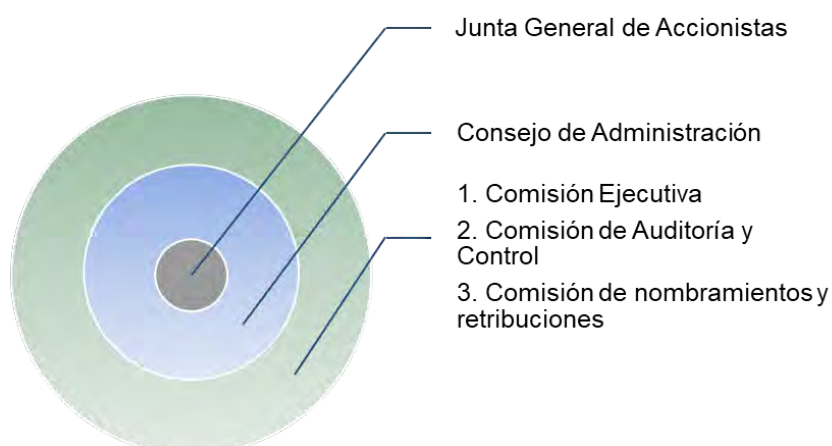 Junta General de Accionistas
Consejo de Administración
1. Comisión Ejecutiva
2. Comisión de Auditoría y
Control
3. Comisión de nombramientos y
retribuciones